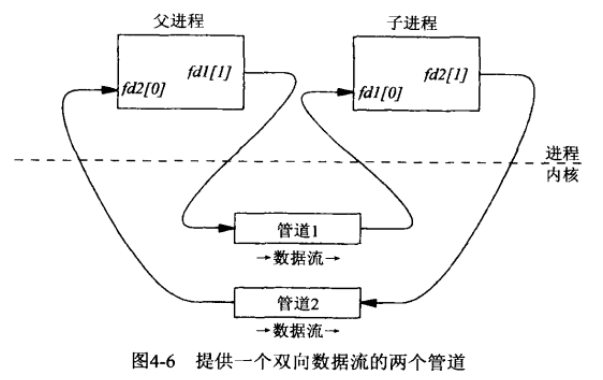 父进程
子进程
fd1[1]
fd2[0]
fd2[1]
fd1[0]
进程
内核
管道1
→数据流→
管道2
→数据流→
图4-6 提供一个双向数据流的两个管道